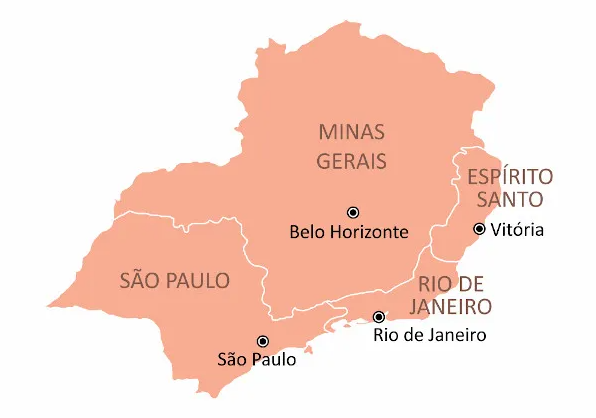 MINAS
GERAIS
ESPÍRITO
SANTO
Belo Horizonte
Vitória
SÃO PAULO
RIO DE
JANEIRO
Rio de Janeiro
São Paulo